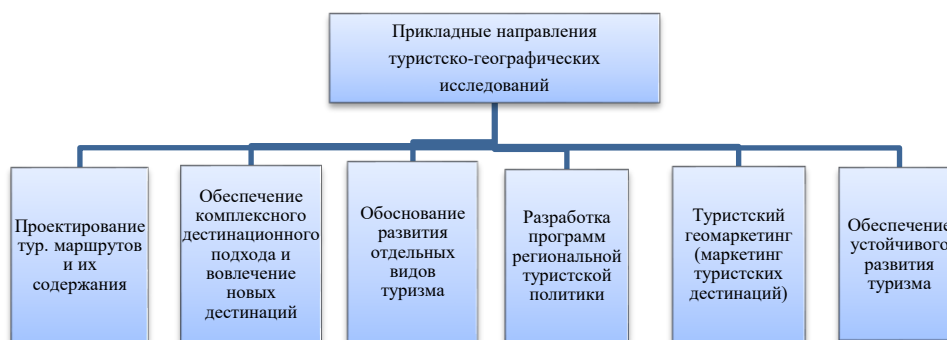 Прикладные направления
туристско-географических
исследований
Проектирование
тур. маршрутов
и их
содержания
Обеспечение
комплексного
дестинационного
подхода и
вовлечение
новых
дестинаций
Обоснование
развития
отдельных
видов
туризма
Разработка
программ
региональной
туристской
политики
Туристский
геомаркетинг
(маркетинг
туристских
дестинаций)
Обеспечение
устойчивого
развития
туризма